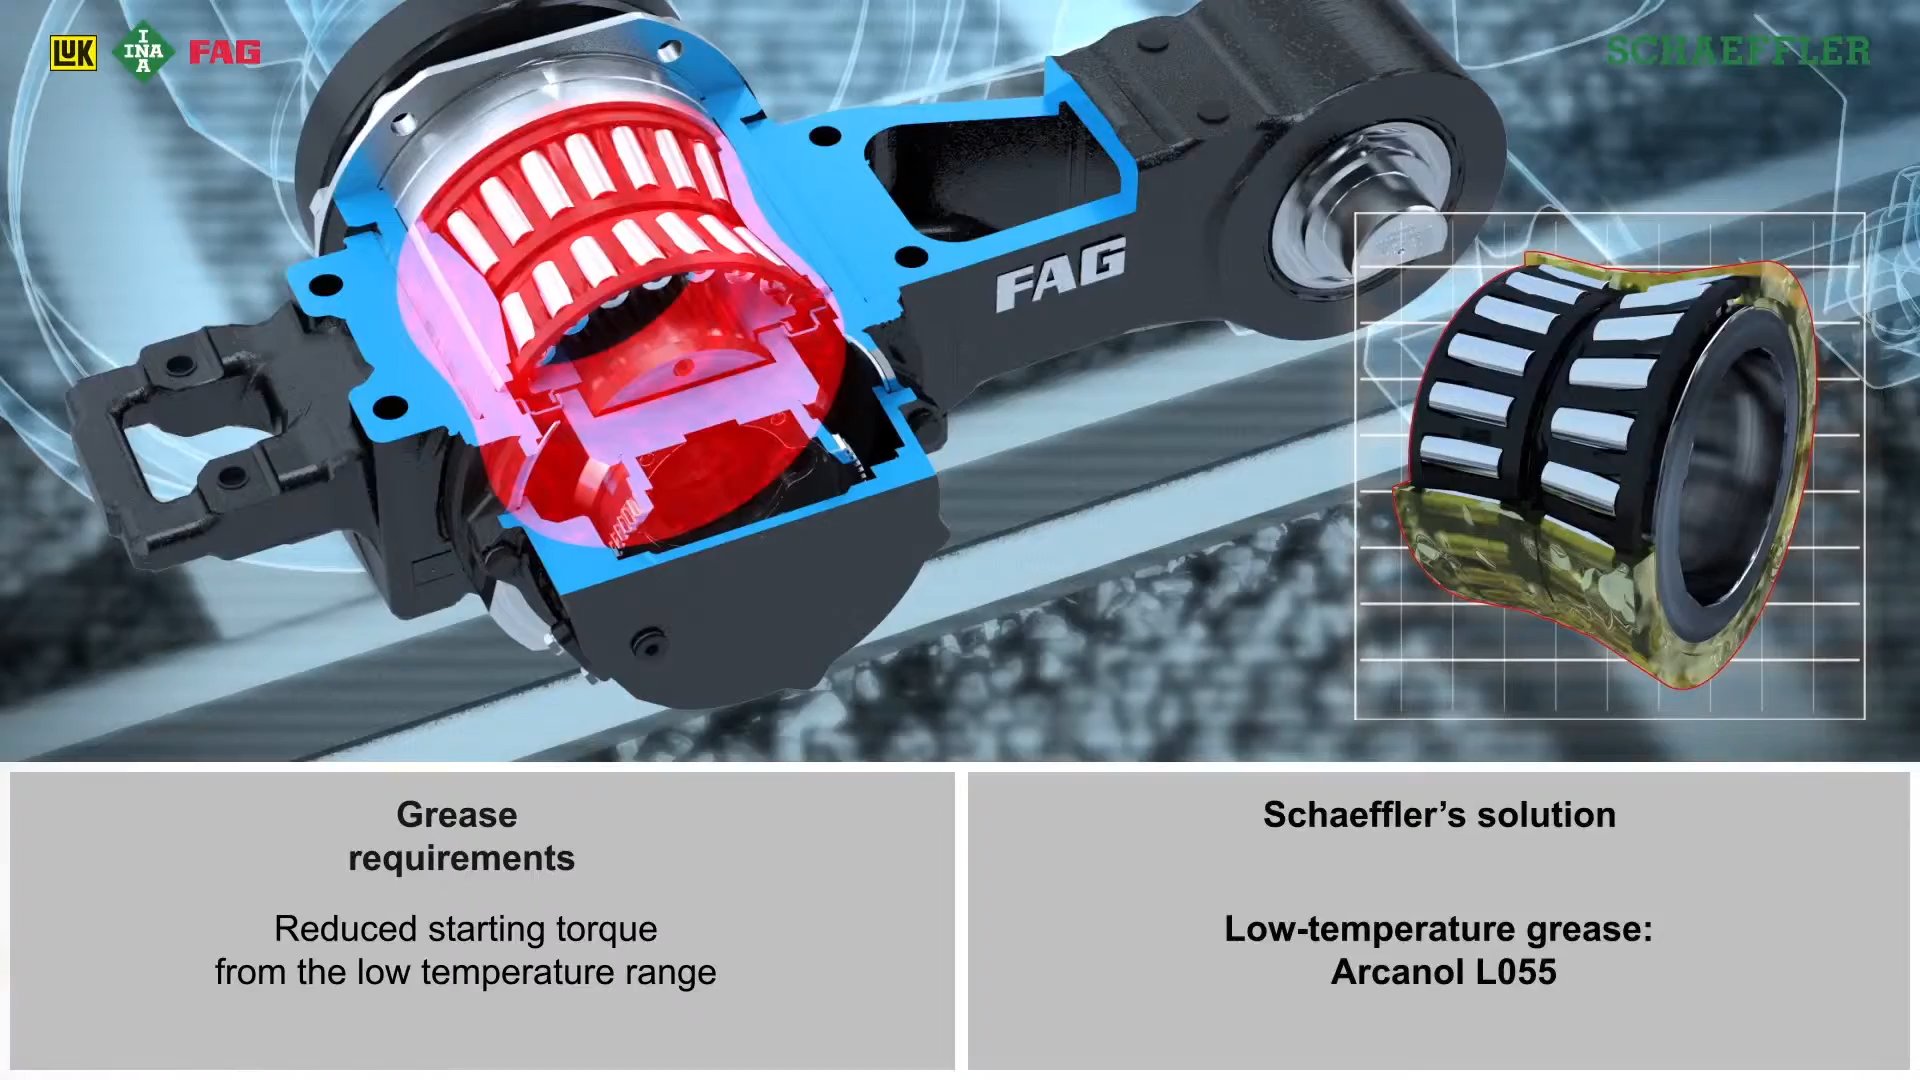 LUK
INA
INA
FAG
SCHAEFFLER
FAG
Grease
requirements
Reduced starting torque
from the low temperature range
Schaeffler’s solution
Low-temperature grease:
Arcanol L055